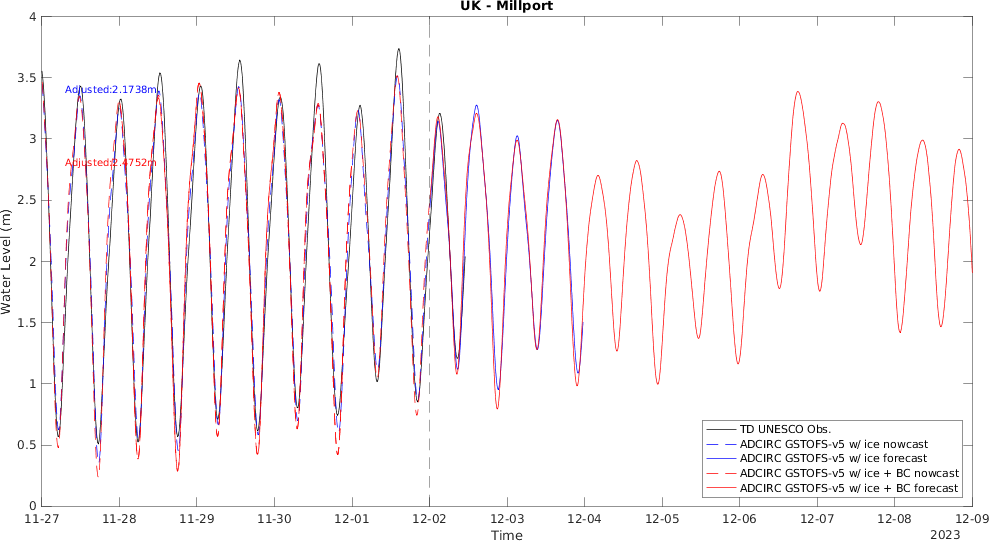 UK - Millport
4
3.5
3
2.5
2
1.5
1
0.5
0
Water Level (m)
Adjusted:2.1738m
Adjusted:2.4752m
TD UNESCO Obs.
ADCIRC GSTOFS-v5 w/ ice nowcast
ADCIRC GSTOFS-v5 w/ ice forecast
ADCIRC GSTOFS-v5 w/ ice + BC nowcast
ADCIRC GSTOFS-v5 w/ ice + BC forecast
11-27 11-28 11-29 11-30 12-01 12-02 12-03 12-04 12-05 12-06 12-07 12-08 12-09
Time
2023